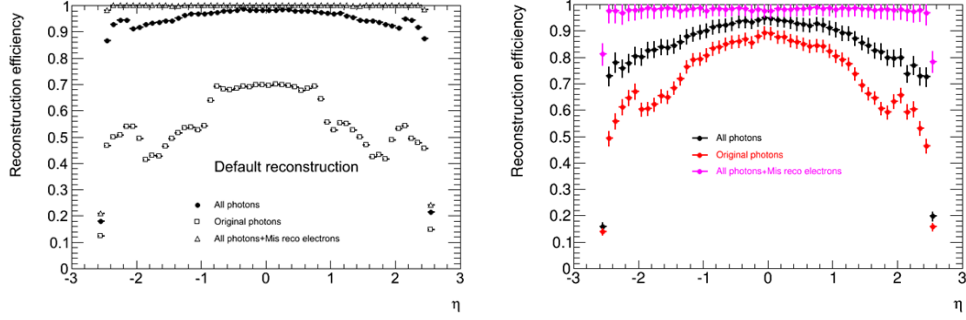 Reconstruction efficiency
1
0.9
0.8
0.7
0.6
0.5
0.4
0.3
0.2
0.1
0
Default reconstruction
All photons
Original photons
All photons+Mis reco electrons
-3 -2 -1 0 1 2 3
η
Reconstruction efficiency
1
0.9
0.8
0.7
0.6
0.5
0.4
0.3
0.2
0.1
0
All photons
Original photons
All photons+Mis reco electrons
-3 -2 -1 0 1 2 3
η